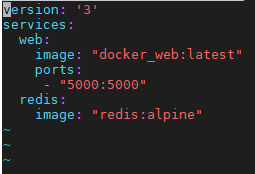 version: '3'
services:
  web:
    image: "docker_web:latest"
    ports:
     - "5000:5000"
  redis:
    image: "redis:alpine"
~
~
~